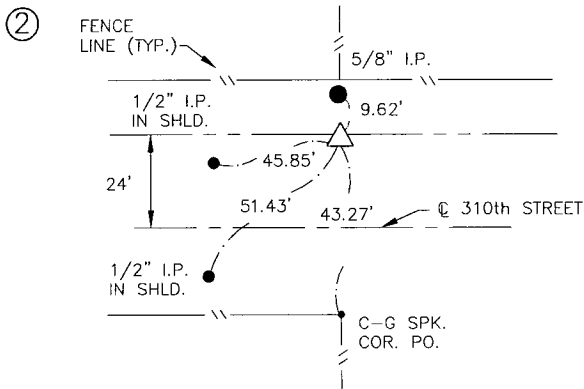 ②
FENCE
LINE (TYP.)
5/8" I.P.
1/2" I.P.
IN SHLD.
9.62'
45.85'
24'
51.43'
43.27'
℄ 310th STREET
1/2" I.P.
IN SHLD.
C-G SPK.
COR. PO.